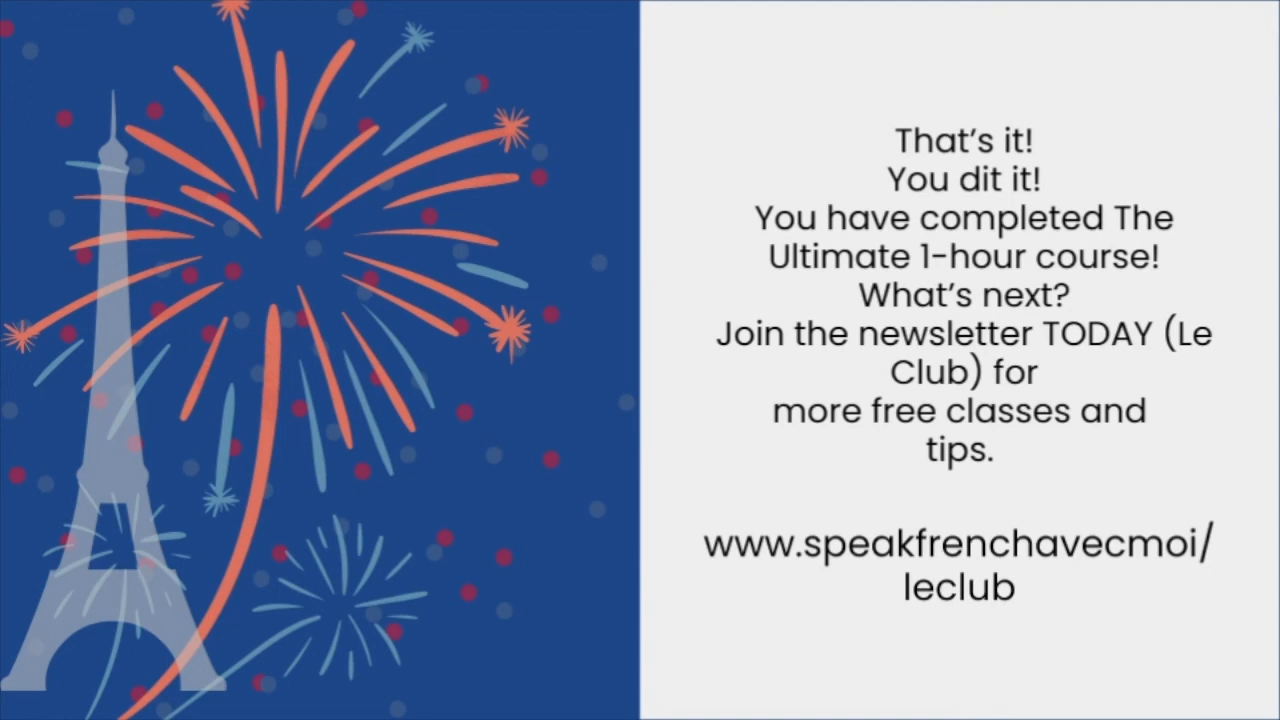 That's it!
You dit it!
You have completed The
Ultimate 1-hour course!
What's next?
Join the newsletter TODAY (Le
Club) for
more free classes and
tips.
www.speakfrenchavecmoi/
leclub